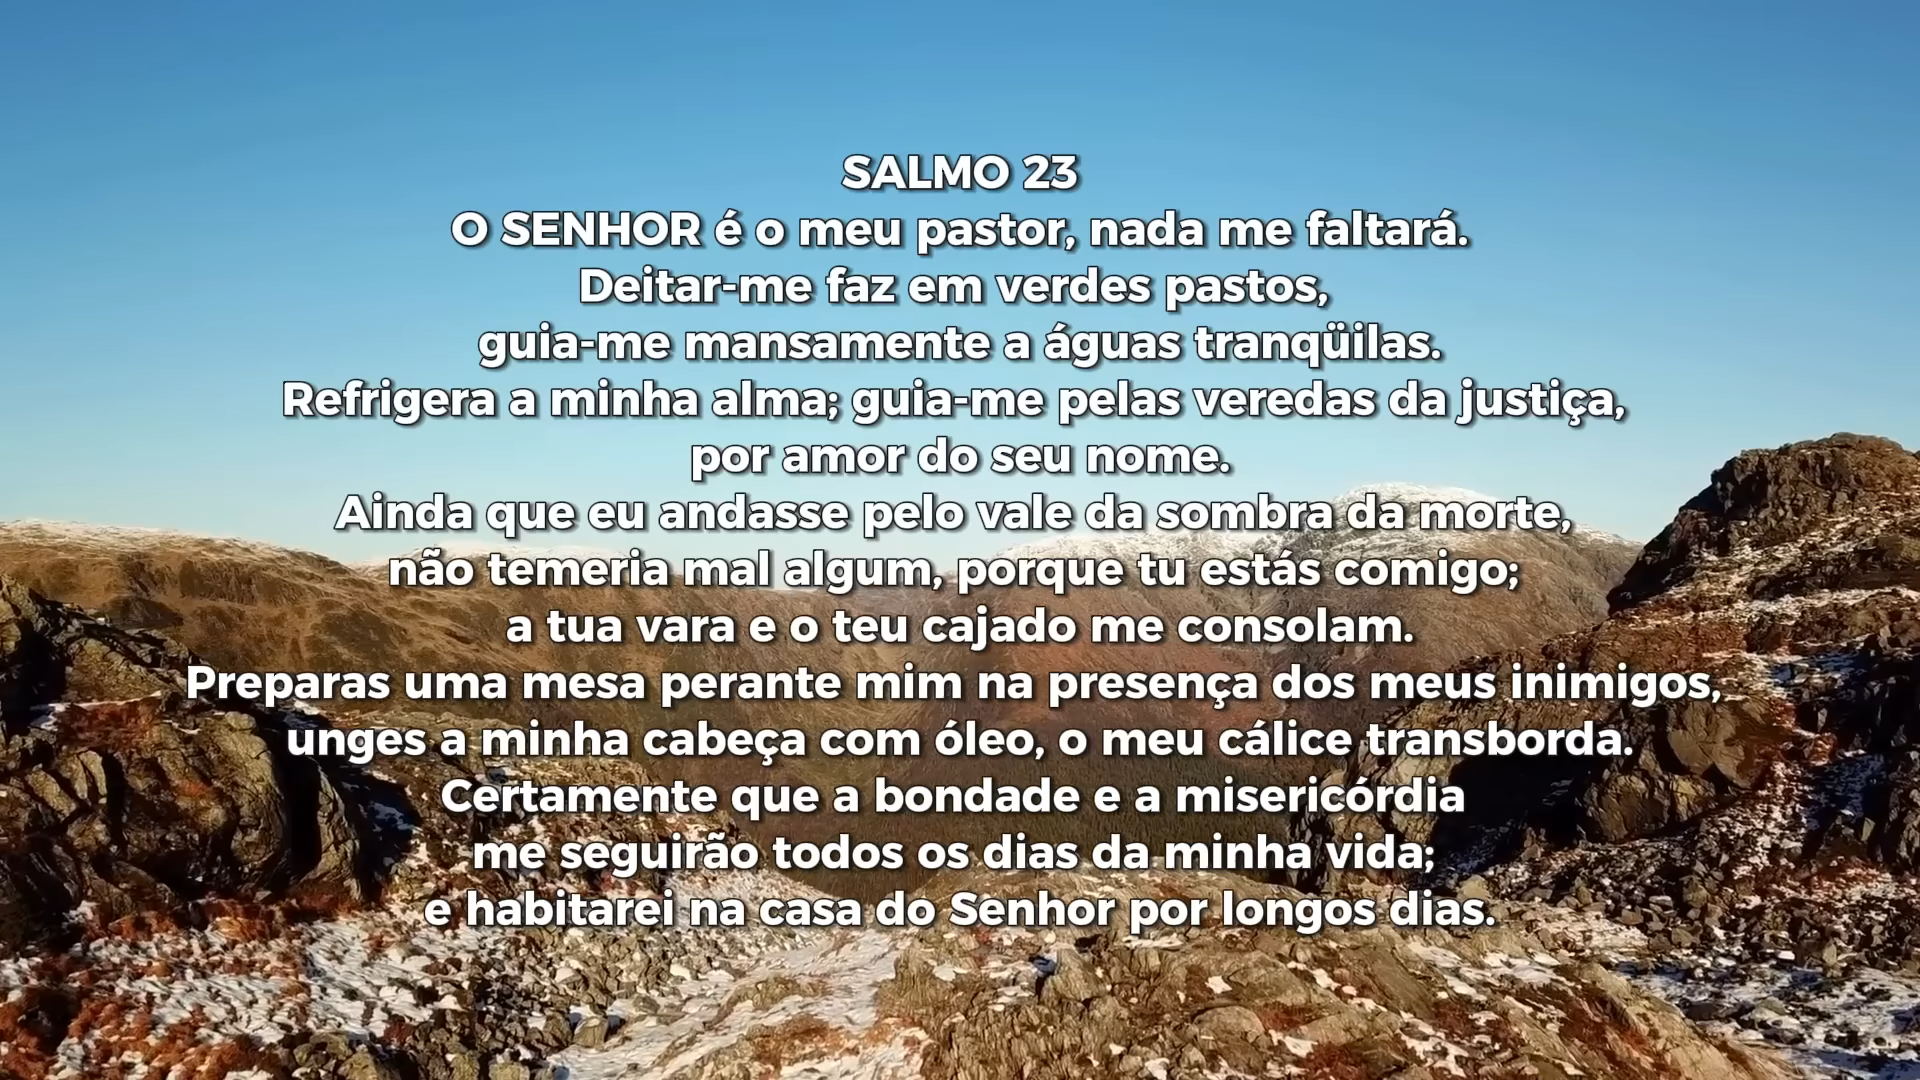 SALMO 23
O SENHOR é o meu pastor, nada me faltará.
Deitar-me faz em verdes pastos,
guia-me mansamente a águas tranqüilas.
Refrigera a minha alma; guia-me pelas veredas da justiça,
por amor do seu nome.
Ainda que eu andasse pelo vale da sombra da morte,
não temeria mal algum, porque tu estás comigo;
a tua vara e o teu cajado me consolam.
Preparas uma mesa perante mim na presença dos meus inimigos,
unges a minha cabeça com óleo, o meu cálice transborda.
Certamente que a bondade e a misericórdia
me seguirão todos os dias da minha vida;
e habitarei na casa do Senhor por longos dias.